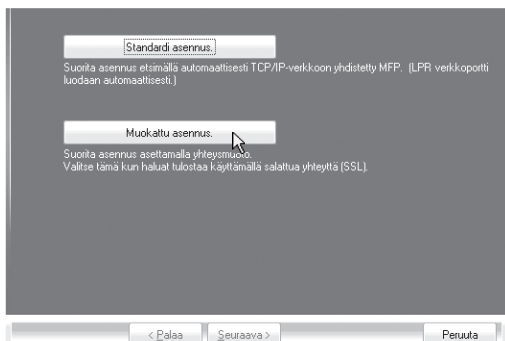 Standardi asennus.
Suorita asennus etsimällä automaattisesti TCP/IP-verkkoon yhdistetty MFP. (LPR verkkoportti
luodaan automaattisesti.)
Muokattu asennus.
Suorita asennus asettamalla yhteysmuoto.
Valitse tämä kun haluat tulostaa käyttämällä salattua yhteyttä (SSL).
< Palaa
Seuraava >
Peruuta